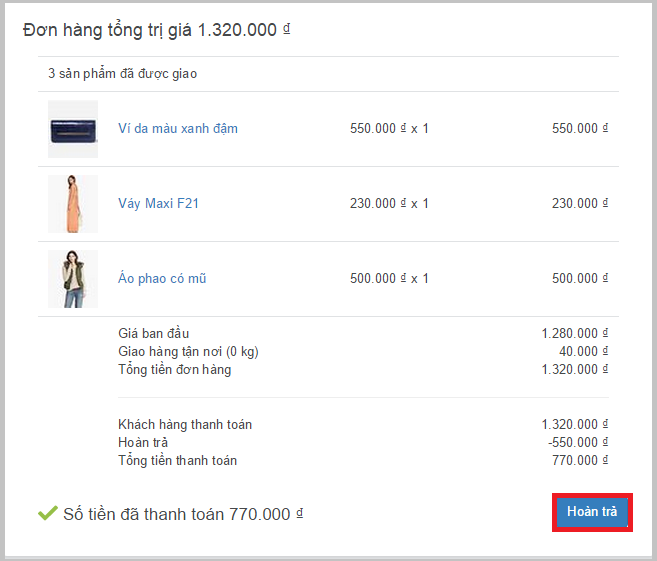 Đơn hàng tổng trị giá 1.320.000 ₫
3 sản phẩm đã được giao
Ví da màu xanh đậm 550.000 ₫ x 1 550.000 ₫
Váy Maxi F21 230.000 ₫ x 1 230.000 ₫
Áo phao có mũ 500.000 ₫ x 1 500.000 ₫
Giá ban đầu 1.280.000 ₫
Giao hàng tận nơi (0 kg) 40.000 ₫
Tổng tiền đơn hàng 1.320.000 ₫
Khách hàng thanh toán 1.320.000 ₫
Hoàn trả -550.000 ₫
Tổng tiền thanh toán 770.000 ₫
Số tiền đã thanh toán 770.000 ₫ Hoàn trả